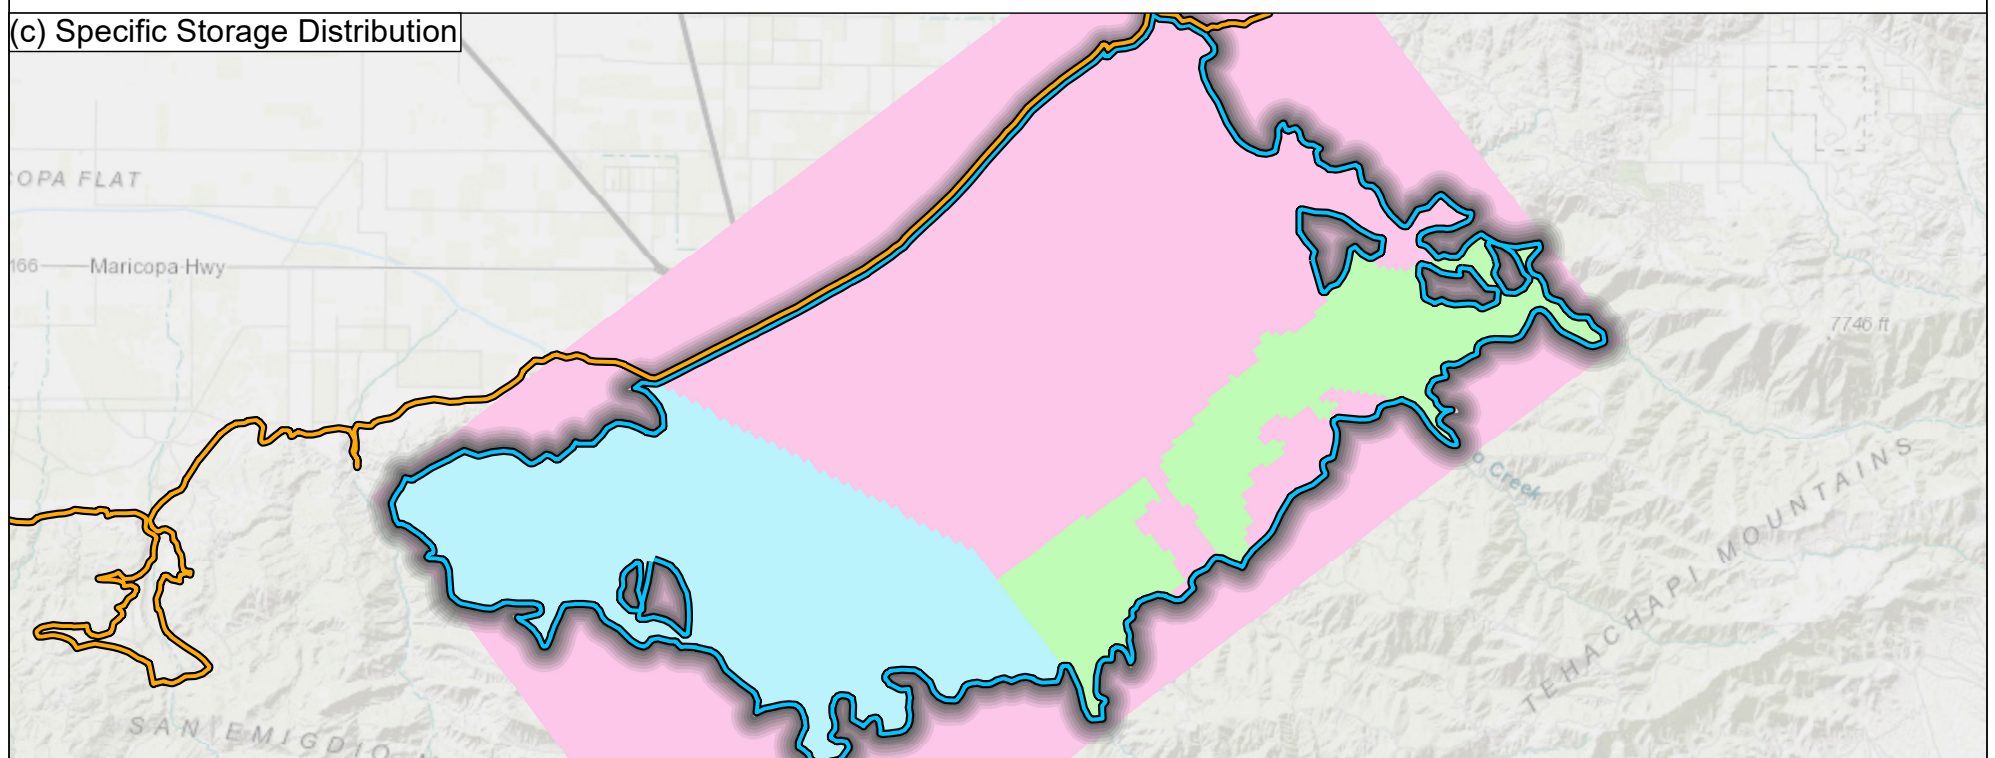 (c) Specific Storage Distribution
OPA FLAT
166
Maricopa Hwy
7746 ft
Creek
TEHACHAPI MOUNTAINS
SAN EMIGDIO